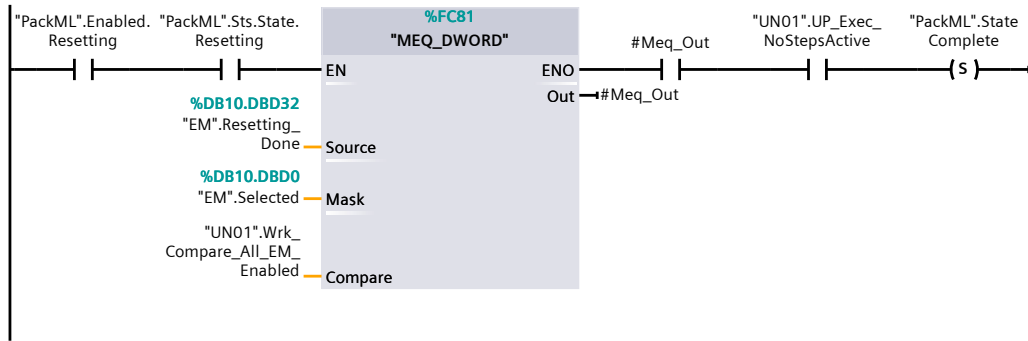 "PackML".Enabled.
Resetting
"PackML".Sts.State.
Resetting
%FC81
"MEQ_DWORD"
#Meq_Out
"UN01".UP_Exec_
NoStepsActive
"PackML".State
Complete
EN
ENO
S
Out
#Meq_Out
%DB10.DBD32
"EM".Resetting_
Done
Source
%DB10.DBD0
"EM".Selected
Mask
"UN01".Wrk_
Compare_All_EM_
Enabled
Compare